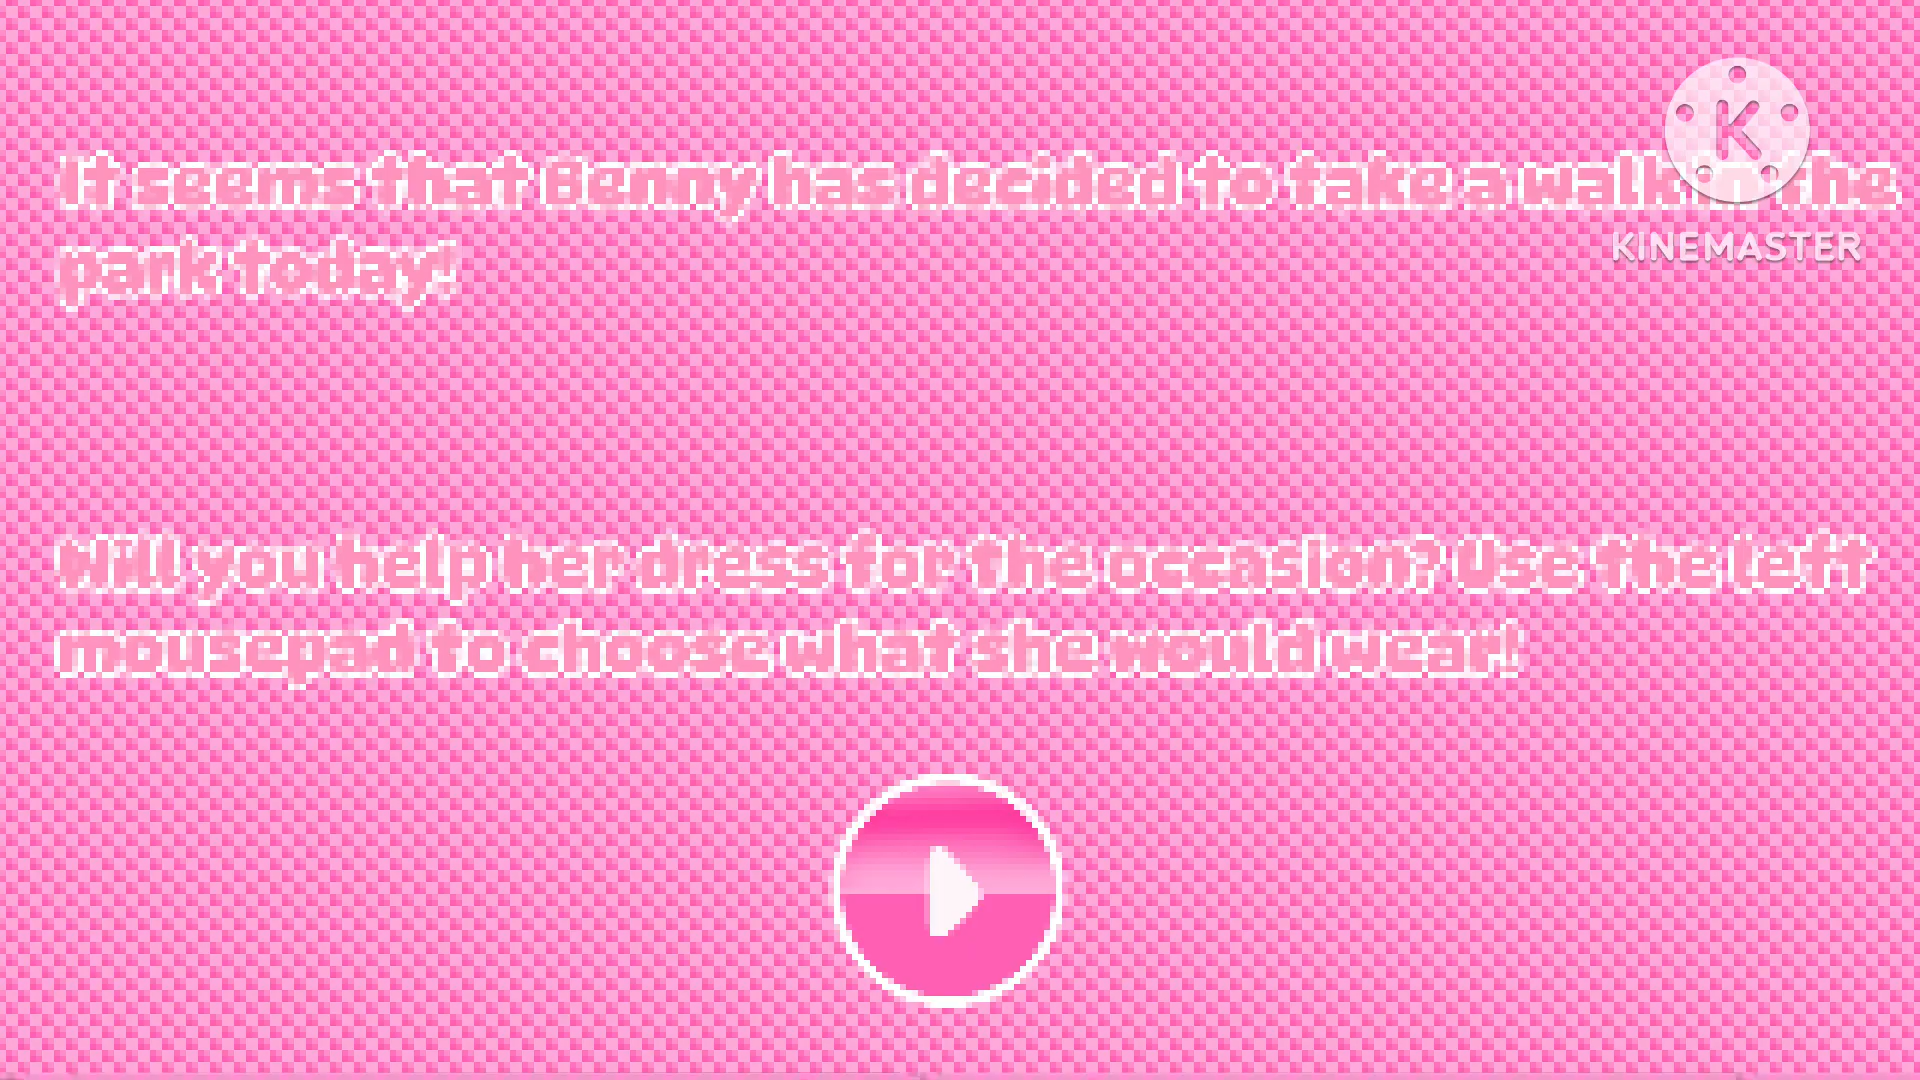 It seems that Benny has decided to take a walk in the
park today!
K
KINEMASTER
Will you help her dress for the occasion? Use the left
mousepad to choose what she would wear!